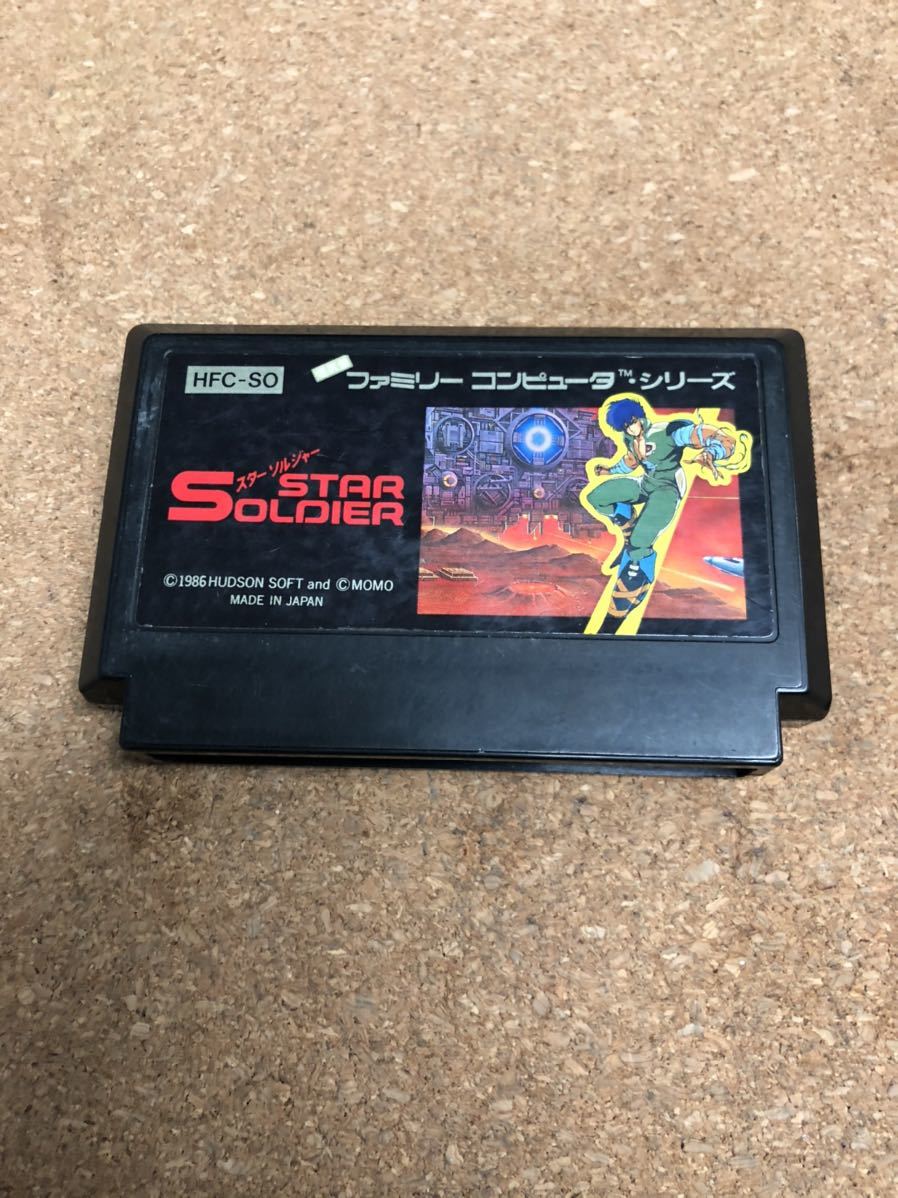 HFC-SO
ファミリー コンピュータ™・シリーズ
スターソルジャー
STAR
SOLDIER
©1986 HUDSON SOFT and ©MOMO
MADE IN JAPAN